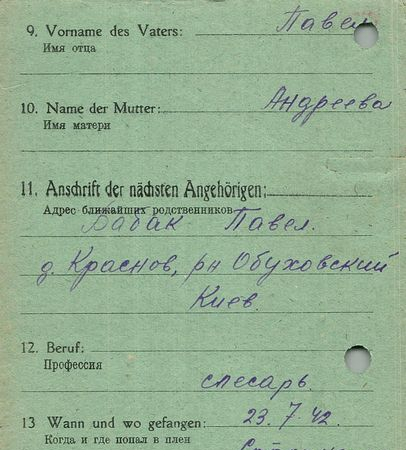 9. Vorname des Vaters: Павел
Имя отца
10. Name der Mutter: Андреева
Имя матери
11. Anschrift der nächsten Angehörigen:
Адрес ближайших родственников
Бабак Павел.
д. Краснов, рн Обуховский
Киев.
12. Beruf:
Профессия
слесарь.
13 Wann und wo gefangen: 23.7.42.
Когда и где попал в плен